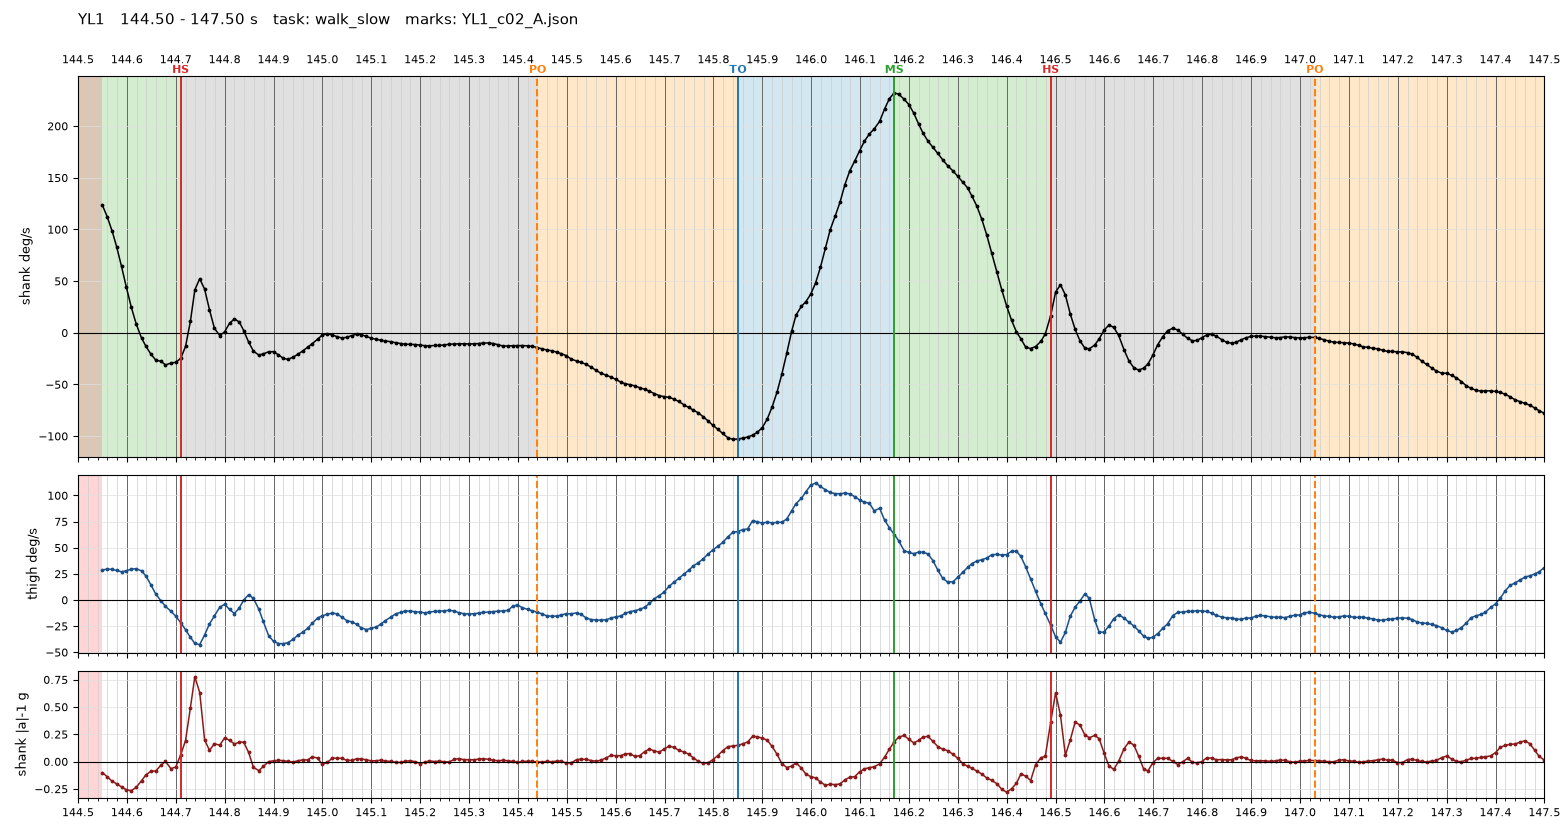 YL1 144.50 - 147.50 s task: walk_slow marks: YL1_c02_A.json
144.5 144.6 144.7 144.8 144.9 145.0 145.1 145.2 145.3 145.4 145.5 145.6 145.7 145.8 145.9 146.0 146.1 146.2 146.3 146.4 146.5 146.6 146.7 146.8 146.9 147.0 147.1 147.2 147.3 147.4 147.5
HS PO TO MS HS PO
shank deg/s
200
150
100
50
0
−50
−100
thigh deg/s
100
75
50
25
0
−25
−50
shank |a|-1 g
0.75
0.50
0.25
0.00
−0.25
144.5 144.6 144.7 144.8 144.9 145.0 145.1 145.2 145.3 145.4 145.5 145.6 145.7 145.8 145.9 146.0 146.1 146.2 146.3 146.4 146.5 146.6 146.7 146.8 146.9 147.0 147.1 147.2 147.3 147.4 147.5